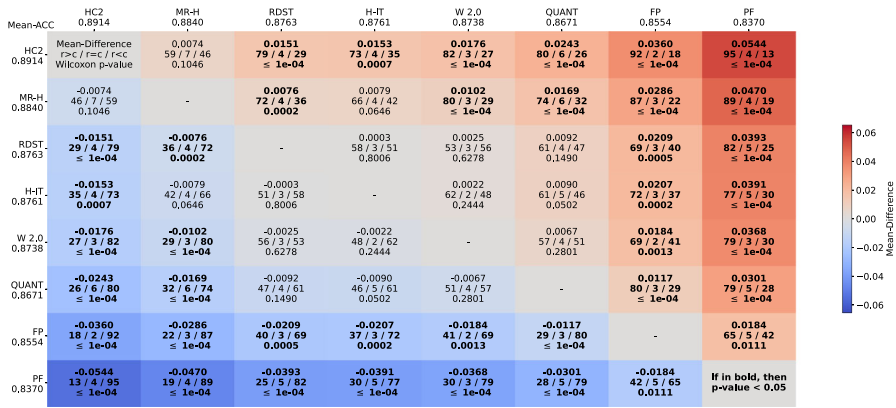 HC2 MR-H RDST H-IT W 2,0 QUANT FP PF
Mean-ACC 0.8914 0.8840 0.8763 0.8761 0.8738 0.8671 0.8554 0.8370
HC2
0.8914
Mean-Difference
r>c / r=c / r<c
Wilcoxon p-value
0.0074
59 / 7 / 46
0.1046
0.0151
79 / 4 / 29
≤ 1e-04
0.0153
73 / 4 / 35
0.0007
0.0176
82 / 3 / 27
≤ 1e-04
0.0243
80 / 6 / 26
≤ 1e-04
0.0360
92 / 2 / 18
≤ 1e-04
0.0544
95 / 4 / 13
≤ 1e-04
MR-H
0.8840
-0.0074
46 / 7 / 59
0.1046
-
0.0076
72 / 4 / 36
0.0002
0.0079
66 / 4 / 42
0.0646
0.0102
80 / 3 / 29
≤ 1e-04
0.0169
74 / 6 / 32
≤ 1e-04
0.0286
87 / 3 / 22
≤ 1e-04
0.0470
89 / 4 / 19
≤ 1e-04
RDST
0.8763
-0.0151
29 / 4 / 79
≤ 1e-04
-0.0076
36 / 4 / 72
0.0002
-
0.0003
58 / 3 / 51
0.8006
0.0025
53 / 3 / 56
0.6278
0.0092
61 / 4 / 47
0.1490
0.0209
69 / 3 / 40
0.0005
0.0393
82 / 5 / 25
≤ 1e-04
H-IT
0.8761
-0.0153
35 / 4 / 73
0.0007
-0.0079
42 / 4 / 66
0,0646
-0.0003
51 / 3 / 58
0.8006
-
0.0022
62 / 2 / 48
0.2444
0.0090
61 / 5 / 46
0.0502
0.0207
72 / 3 / 37
0.0002
0.0391
77 / 5 / 30
≤ 1e-04
W 2,0
0.8738
-0.0176
27 / 3 / 82
≤ 1e-04
-0.0102
29 / 3 / 80
≤ 1e-04
-0.0025
56 / 3 / 53
0.6278
-0.0022
48 / 2 / 62
0.2444
-
0.0067
57 / 4 / 51
0.2801
0.0184
69 / 2 / 41
0.0013
0.0368
79 / 3 / 30
≤ 1e-04
QUANT
0.8671
-0.0243
26 / 6 / 80
≤ 1e-04
-0.0169
32 / 6 / 74
≤ 1e-04
-0.0092
47 / 4 / 61
0.1490
-0.0090
46 / 5 / 61
0.0502
-0.0067
51 / 4 / 57
0.2801
-
0.0117
80 / 3 / 29
≤ 1e-04
0.0301
79 / 5 / 28
≤ 1e-04
FP
0.8554
-0.0360
18 / 2 / 92
≤ 1e-04
-0.0286
22 / 3 / 87
≤ 1e-04
-0.0209
40 / 3 / 69
0.0005
-0.0207
37 / 3 / 72
0.0002
-0.0184
41 / 2 / 69
0.0013
-0.0117
29 / 3 / 80
≤ 1e-04
-
0.0184
65 / 5 / 42
0.0111
PF
0.8370
-0.0544
13 / 4 / 95
≤ 1e-04
-0.0470
19 / 4 / 89
≤ 1e-04
-0.0393
25 / 5 / 82
≤ 1e-04
-0.0391
30 / 5 / 77
≤ 1e-04
-0.0368
30 / 3 / 79
≤ 1e-04
-0.0301
28 / 5 / 79
≤ 1e-04
-0.0184
42 / 5 / 65
0.0111
If in bold, then
p-value < 0.05
0.06
0.04
0.02
0.00
−0.02
−0.04
−0.06
Mean-Difference